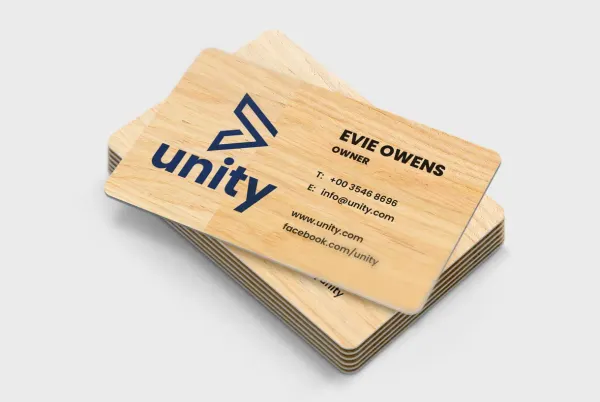 unity
EVIE OWENS
OWNER
T: +00 3546 8696
E: info@unity.com
www.unity.com
facebook.com/unity